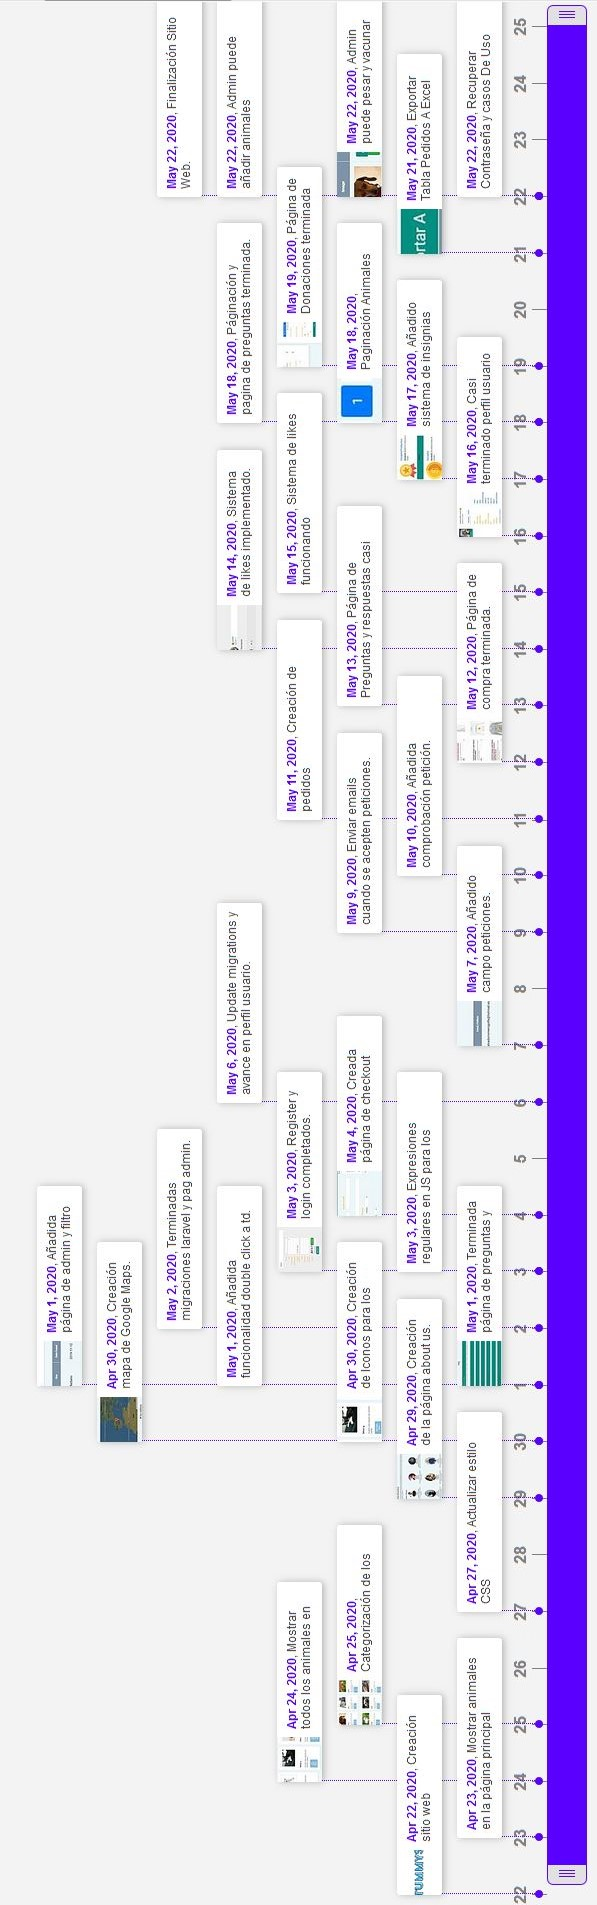 May 1, 2020, Añadida
página de admin y filtro
Apr 30, 2020, Creación
mapa de Google Maps.
May 2, 2020, Terminadas
migraciones laravel y pag admin.
May 22, 2020, Finalización Sitio
Web.
May 1, 2020, Añadida
funcionalidad double click a td.
May 6, 2020, Update migrations y
avance en perfil usuario.
May 14, 2020, Sistema
de likes implementado.
May 18, 2020, Páginación y
pagina de preguntas terminada.
May 22, 2020, Admin puede
añadir animales
Apr 24, 2020, Mostrar
todos los animales en
May 3, 2020, Register y
login completados.
May 11, 2020, Creación de
pedidos
May 15, 2020, Sistema de likes
funcionando
May 19, 2020, Página de
Donaciones terminada
Apr 25, 2020,
Categorización de los
Apr 30, 2020, Creación
de Iconos para los
May 4, 2020, Creada
página de checkout
May 9, 2020, Enviar emails
cuando se acepten peticiones.
May 13, 2020, Página de
Preguntas y respuestas casi
1
May 18, 2020,
Paginación Animales
May 22, 2020, Admin
puede pesar y vacunar
TUMMYS
Apr 22, 2020, Creación
sitio web
Apr 29, 2020, Creación
de la página about us.
May 3, 2020, Expresiones
regulares en JS para los
May 10, 2020, Añadida
comprobación petición.
May 17, 2020, Añadido
sistema de insignias
rtar A
May 21, 2020, Exportar
Tabla Pedidos A Excel
Apr 23, 2020, Mostrar animales
en la página principal
Apr 27, 2020, Actualizar estilo
CSS
May 1, 2020, Terminada
página de preguntas y
May 7, 2020, Añadido
campo peticiones.
May 12, 2020, Página de
compra terminada.
May 16, 2020, Casi
terminado perfil usuario
May 22, 2020, Recuperar
Contraseña y casos De Uso
22 23 24 25 26 27 28 29 30 1 2 3 4 5 6 7 8 9 10 11 12 13 14 15 16 17 18 19 20 21 22 23 24 25